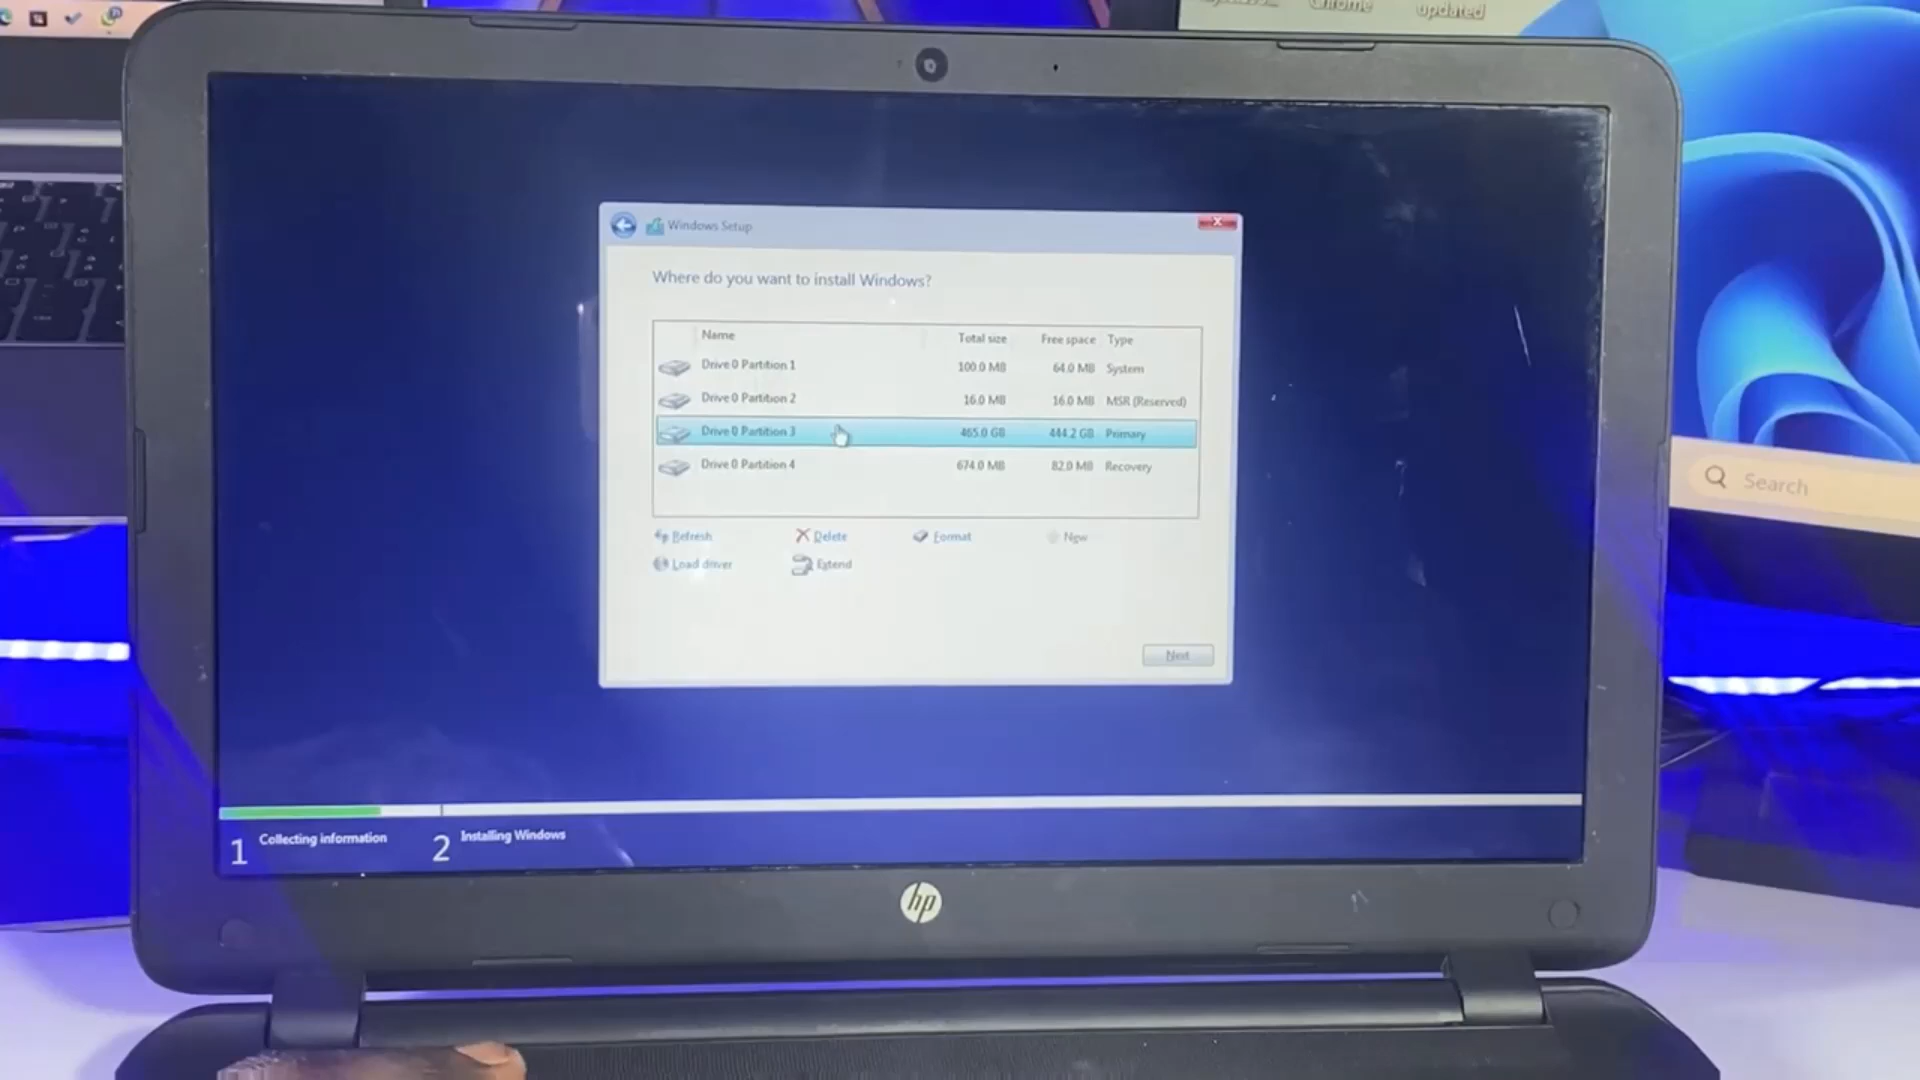 Chrome
updated
Windows Setup
Where do you want to install Windows?
Name Total size Free space Type
Drive 0 Partition 1 100.0 MB 64.0 MB System
Drive 0 Partition 2 16.0 MB 16.0 MB MSR (Reserved)
Drive 0 Partition 3 465.0 GB 444.2 GB Primary
Drive 0 Partition 4 674.0 MB 82.0 MB Recovery
Refresh Delete Format New
Load driver Extend
Next
Search
1 Collecting information 2 Installing Windows
hp